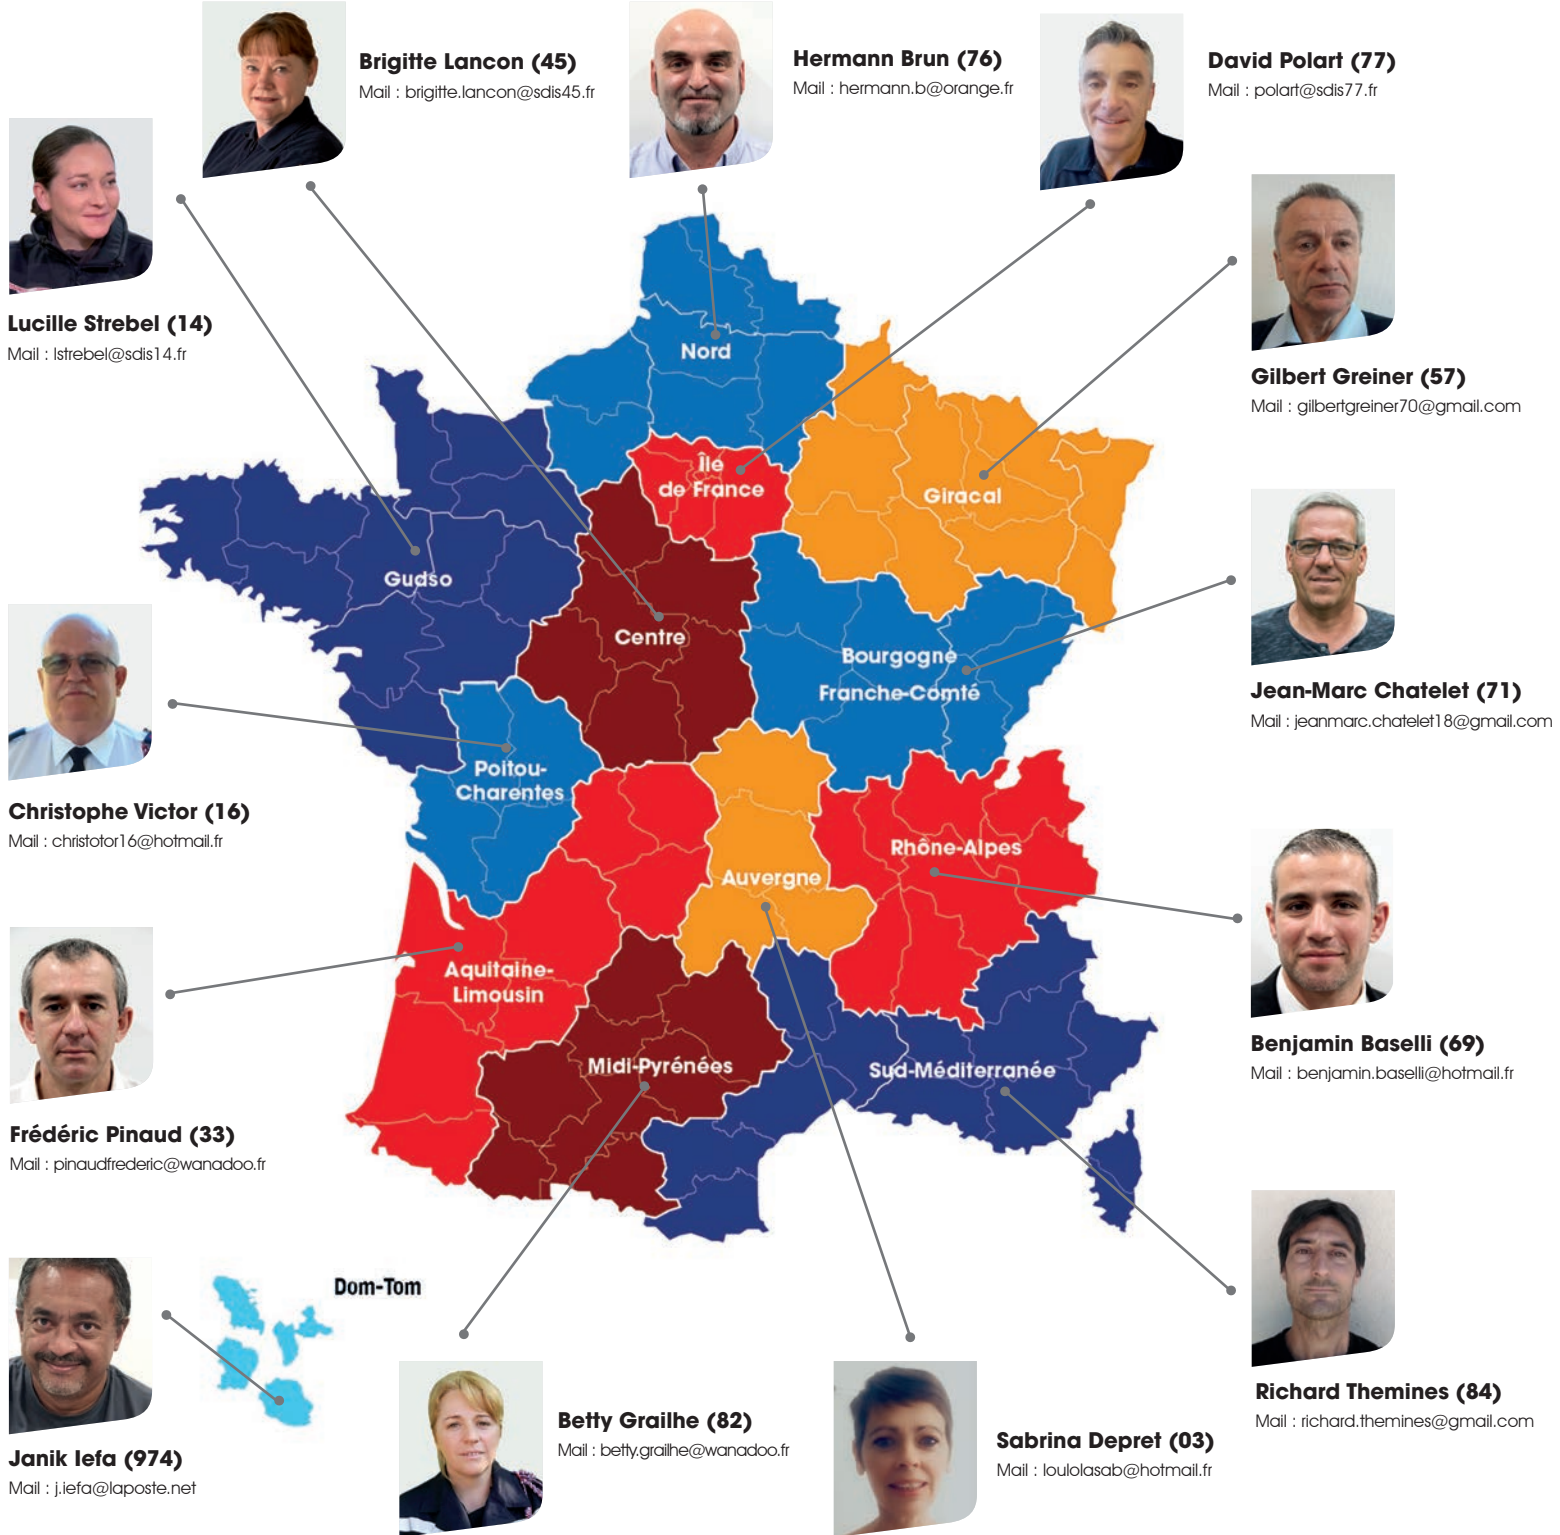 Brigitte Lancon (45)
Mail : brigitte.lancon@sdis45.fr
Hermann Brun (76)
Mail : hermann.b@orange.fr
David Polart (77)
Mail : polart@sdis77.fr
Lucille Strebel (14)
Mail : lstrebel@sdis14.fr
Gilbert Greiner (57)
Mail : gilbertgreiner70@gmail.com
Nord
Île
de France
Giracal
Gudso
Centre
Bourgogne
Franche-Comté
Jean-Marc Chatelet (71)
Mail : jeanmarc.chatelet18@gmail.com
Christophe Victor (16)
Mail : christotor16@hotmail.fr
Poitou-
Charentes
Rhône-Alpes
Auvergne
Aquitaine-
Limousin
Midi-Pyrénées
Sud-Méditerranée
Benjamin Baselli (69)
Mail : benjamin.baselli@hotmail.fr
Frédéric Pinaud (33)
Mail : pinaudfrederic@wanadoo.fr
Dom-Tom
Janik Iefa (974)
Mail : j.iefa@laposte.net
Betty Grailhe (82)
Mail : betty.grailhe@wanadoo.fr
Sabrina Depret (03)
Mail : loulolasab@hotmail.fr
Richard Themines (84)
Mail : richard.themines@gmail.com